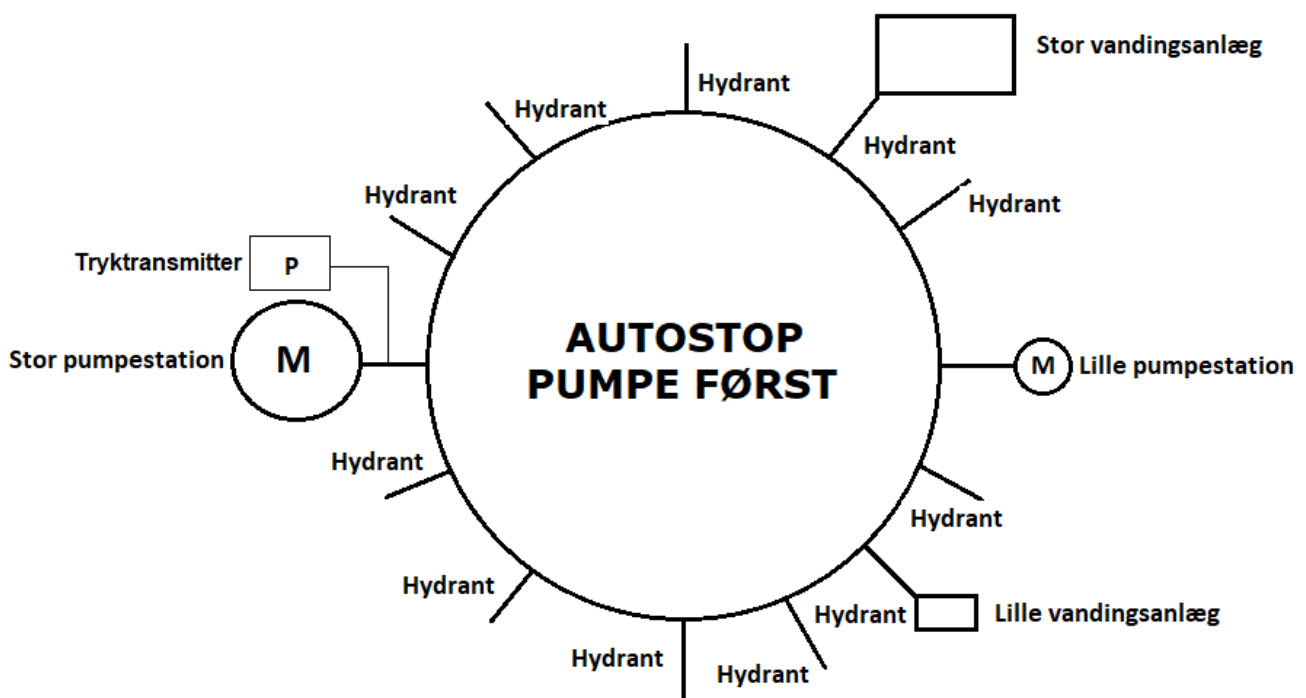 Stor vandingsanlæg
Hydrant
Hydrant
Hydrant
Hydrant
Hydrant
Hydrant
Tryktransmitter
P
Stor pumpestation
M
AUTOSTOP
PUMPE FØRST
M
Lille pumpestation
Hydrant
Hydrant
Hydrant
Hydrant
Lille vandingsanlæg
Hydrant
Hydrant